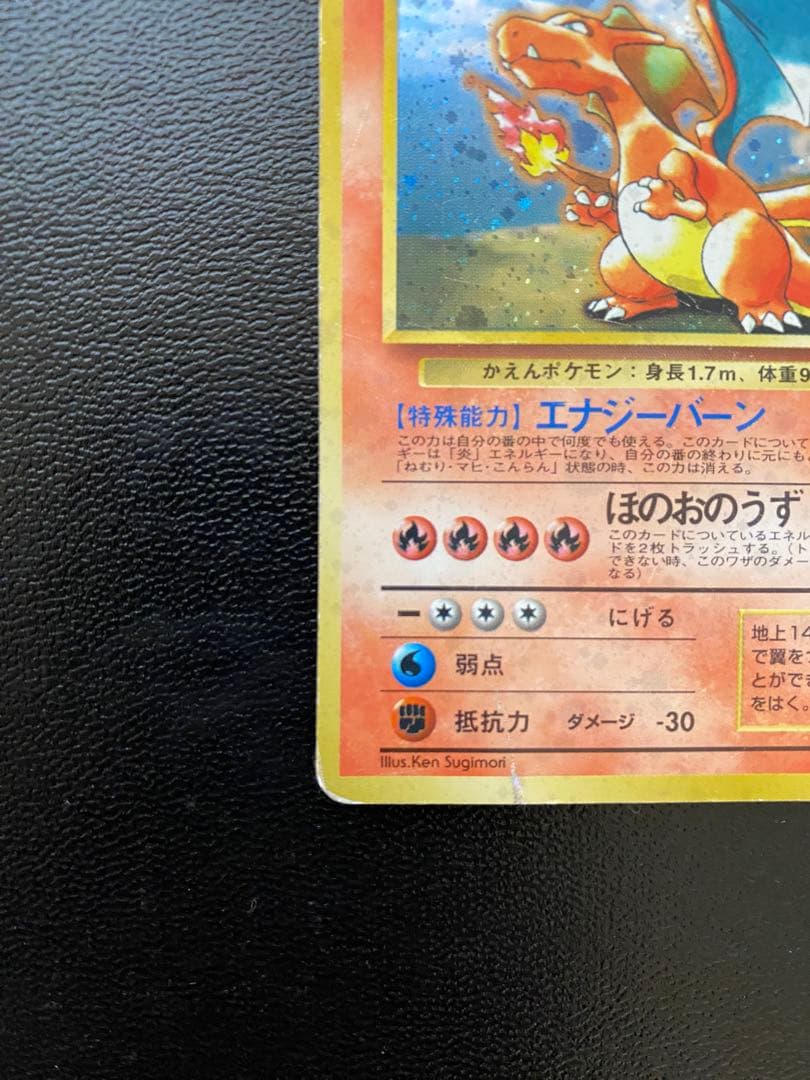 かえんポケモン：身長1.7m、体重9
【特殊能力】エナジーバーン
この力は自分の番の中で何度でも使える。このカードについて
ギーは「炎」エネルギーになり、自分の番の終わりに元にも
「ねむり・マヒ・こんらん」状態の時、この力は消える。
ほのおのうず
このカードについているエネル
ドを2枚トラッシュする。（ト
できない時、このワザのダメー
なる）
にげる
弱点
抵抗力 ダメージ -30
地上14
で翼を
とがでさ
をはく。
Illus.Ken Sugimori